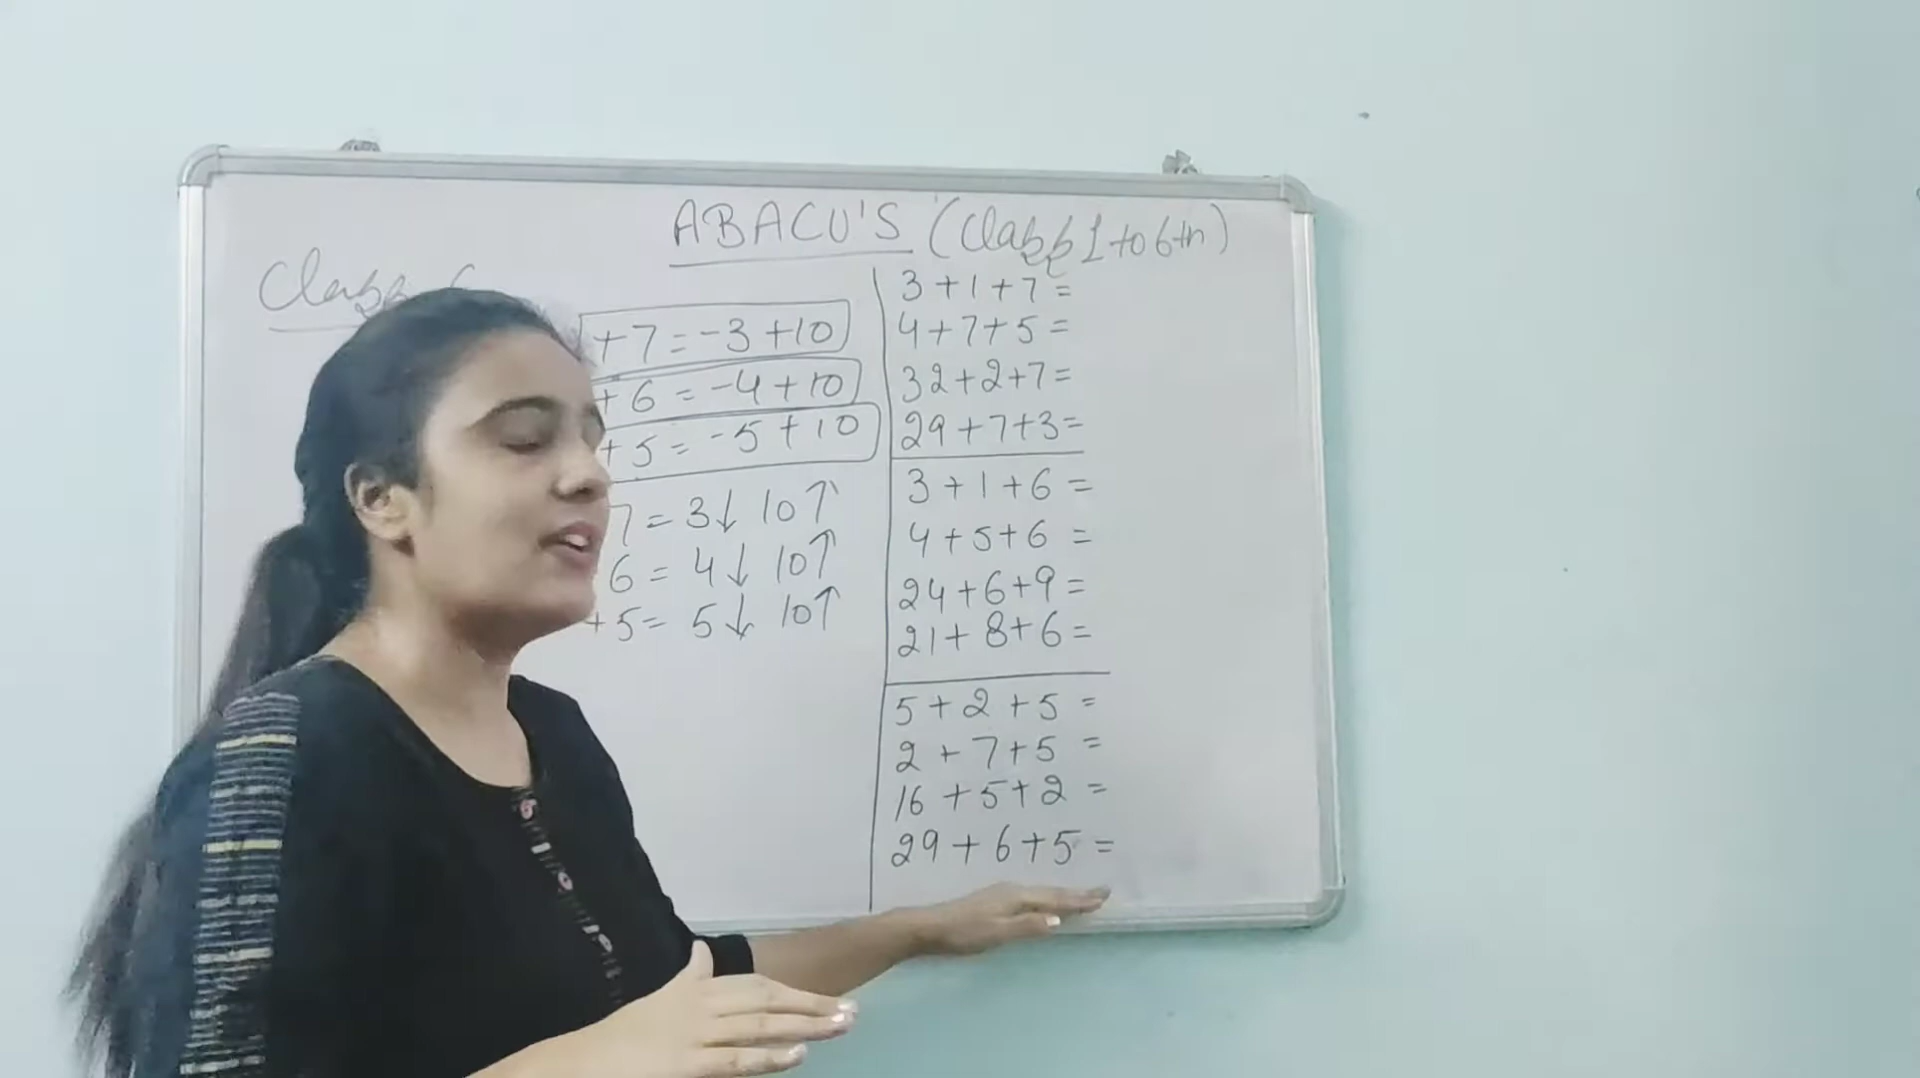 ABACU'S (Class 1 to 6th)
Class
+7 = -3 +10
+6 = -4 +10
+5 = -5 +10
7 = 3↓ 10↑
6 = 4↓ 10↑
+5 = 5↓ 10↑
3+1+7=
4+7+5=
32+2+7=
29+7+3=
3+1+6=
4+5+6=
24+6+9=
21+8+6=
5+2+5=
2+7+5=
16+5+2=
29+6+5=